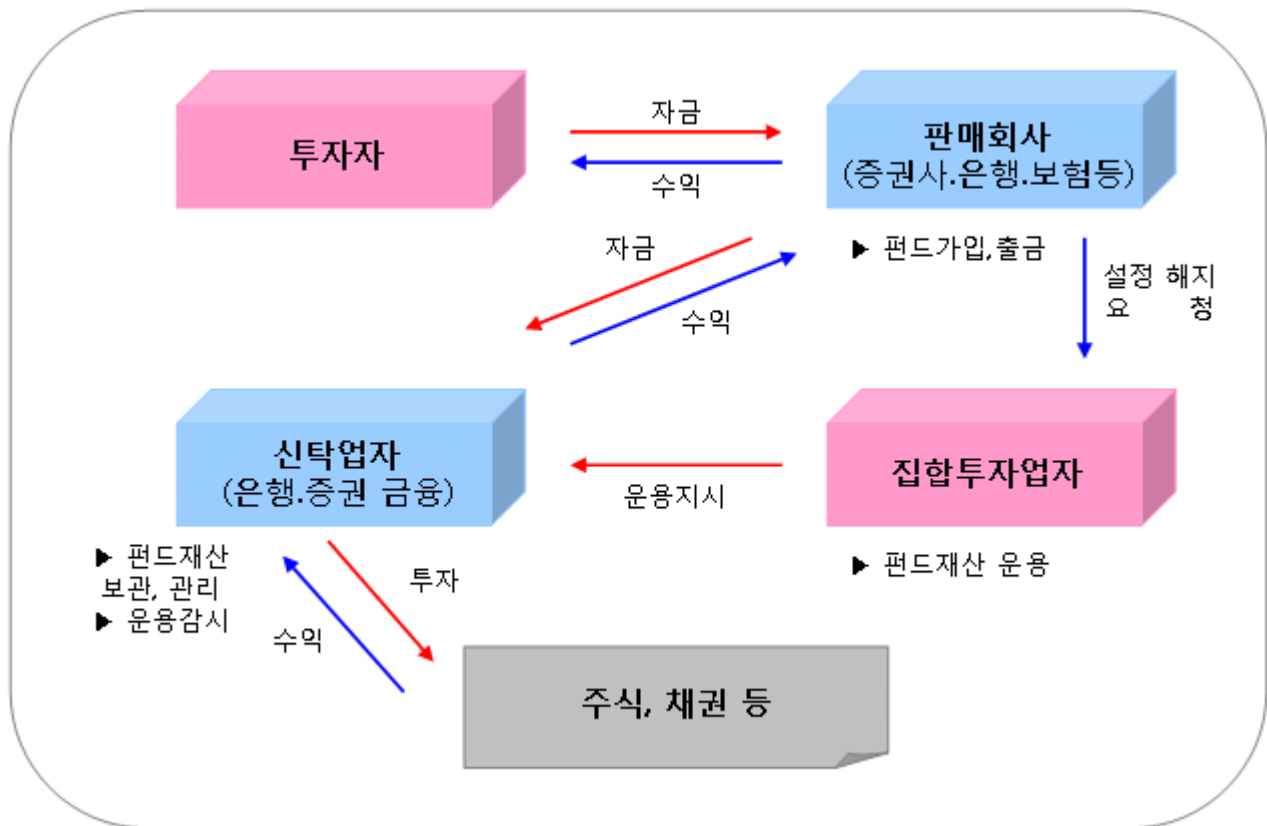 투자자
자금
수익
판매회사
(증권사.은행.보험등)
▶ 펀드가입,출금
자금
수익
설정 해지
요 청
신탁업자
(은행.증권 금융)
운용지시
집합투자업자
▶ 펀드재산
보관, 관리
▶ 운용감시
투자
수익
▶ 펀드재산 운용
주식, 채권 등